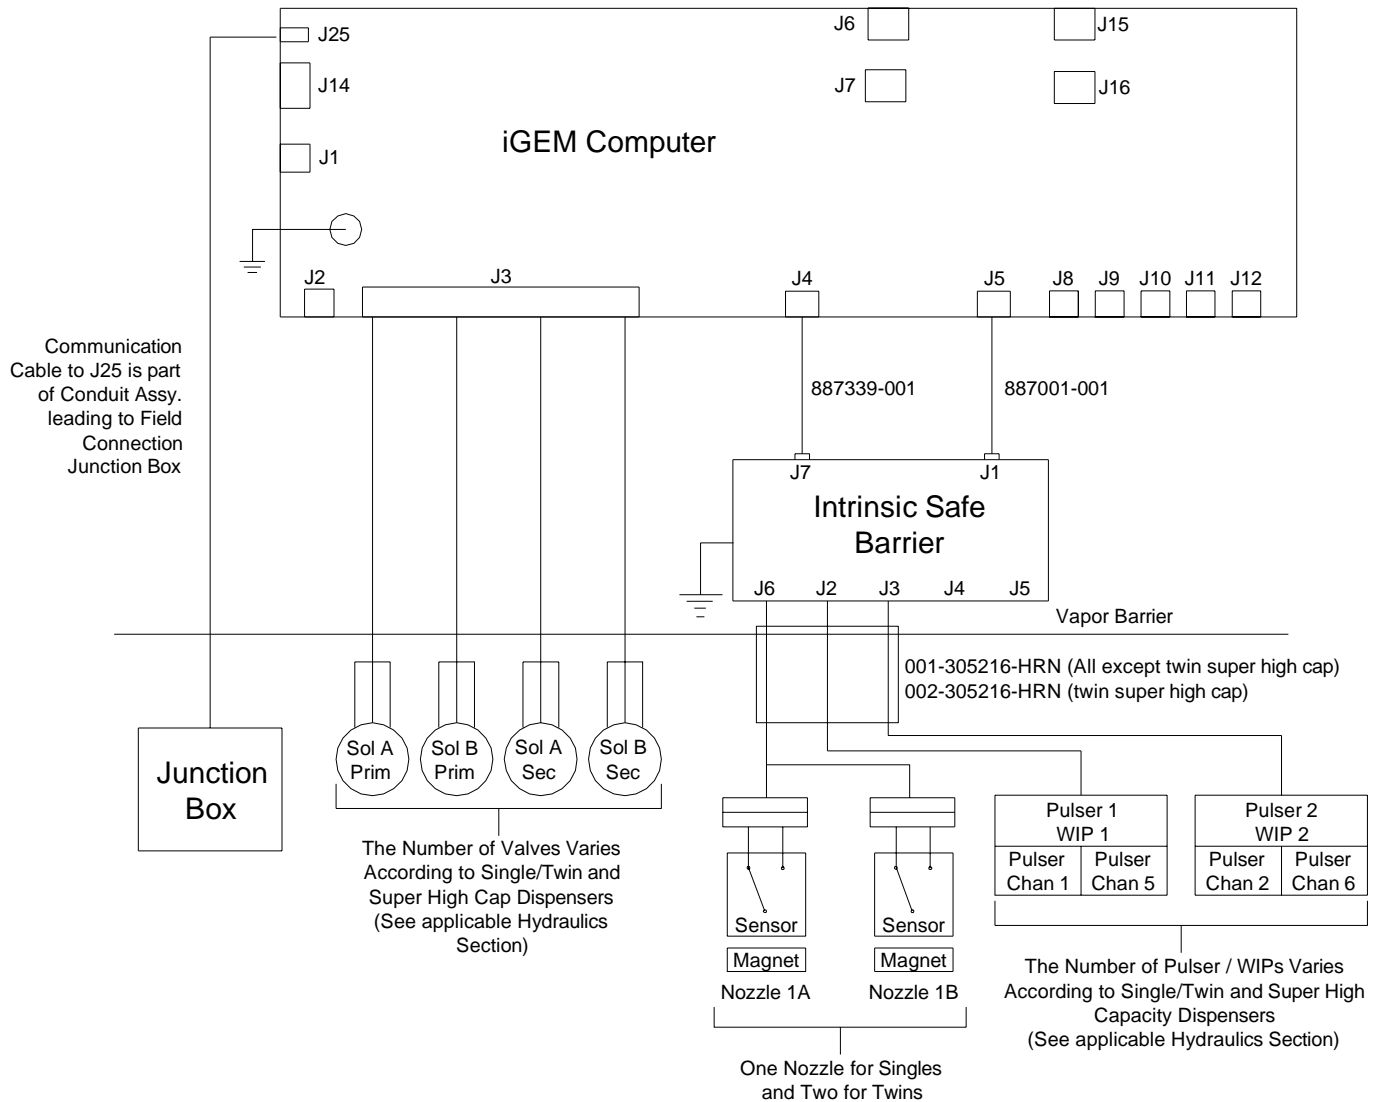 J25
J14
J1
J6
J7
J15
J16
iGEM Computer
J2
J3
J4
J5
J8
J9
J10
J11
J12
Communication
Cable to J25 is part
of Conduit Assy.
leading to Field
Connection
Junction Box
887339-001
887001-001
J7
J1
Intrinsic Safe
Barrier
J6
J2
J3
J4
J5
Vapor Barrier
001-305216-HRN (All except twin super high cap)
002-305216-HRN (twin super high cap)
Junction
Box
Sol A
Prim
Sol B
Prim
Sol A
Sec
Sol B
Sec
The Number of Valves Varies
According to Single/Twin and
Super High Cap Dispensers
(See applicable Hydraulics
Section)
Sensor
Magnet
Nozzle 1A
Sensor
Magnet
Nozzle 1B
One Nozzle for Singles
and Two for Twins
Pulser 1
WIP 1
Pulser
Chan 1
Pulser
Chan 5
Pulser 2
WIP 2
Pulser
Chan 2
Pulser
Chan 6
The Number of Pulser / WIPs Varies
According to Single/Twin and Super High
Capacity Dispensers
(See applicable Hydraulics Section)